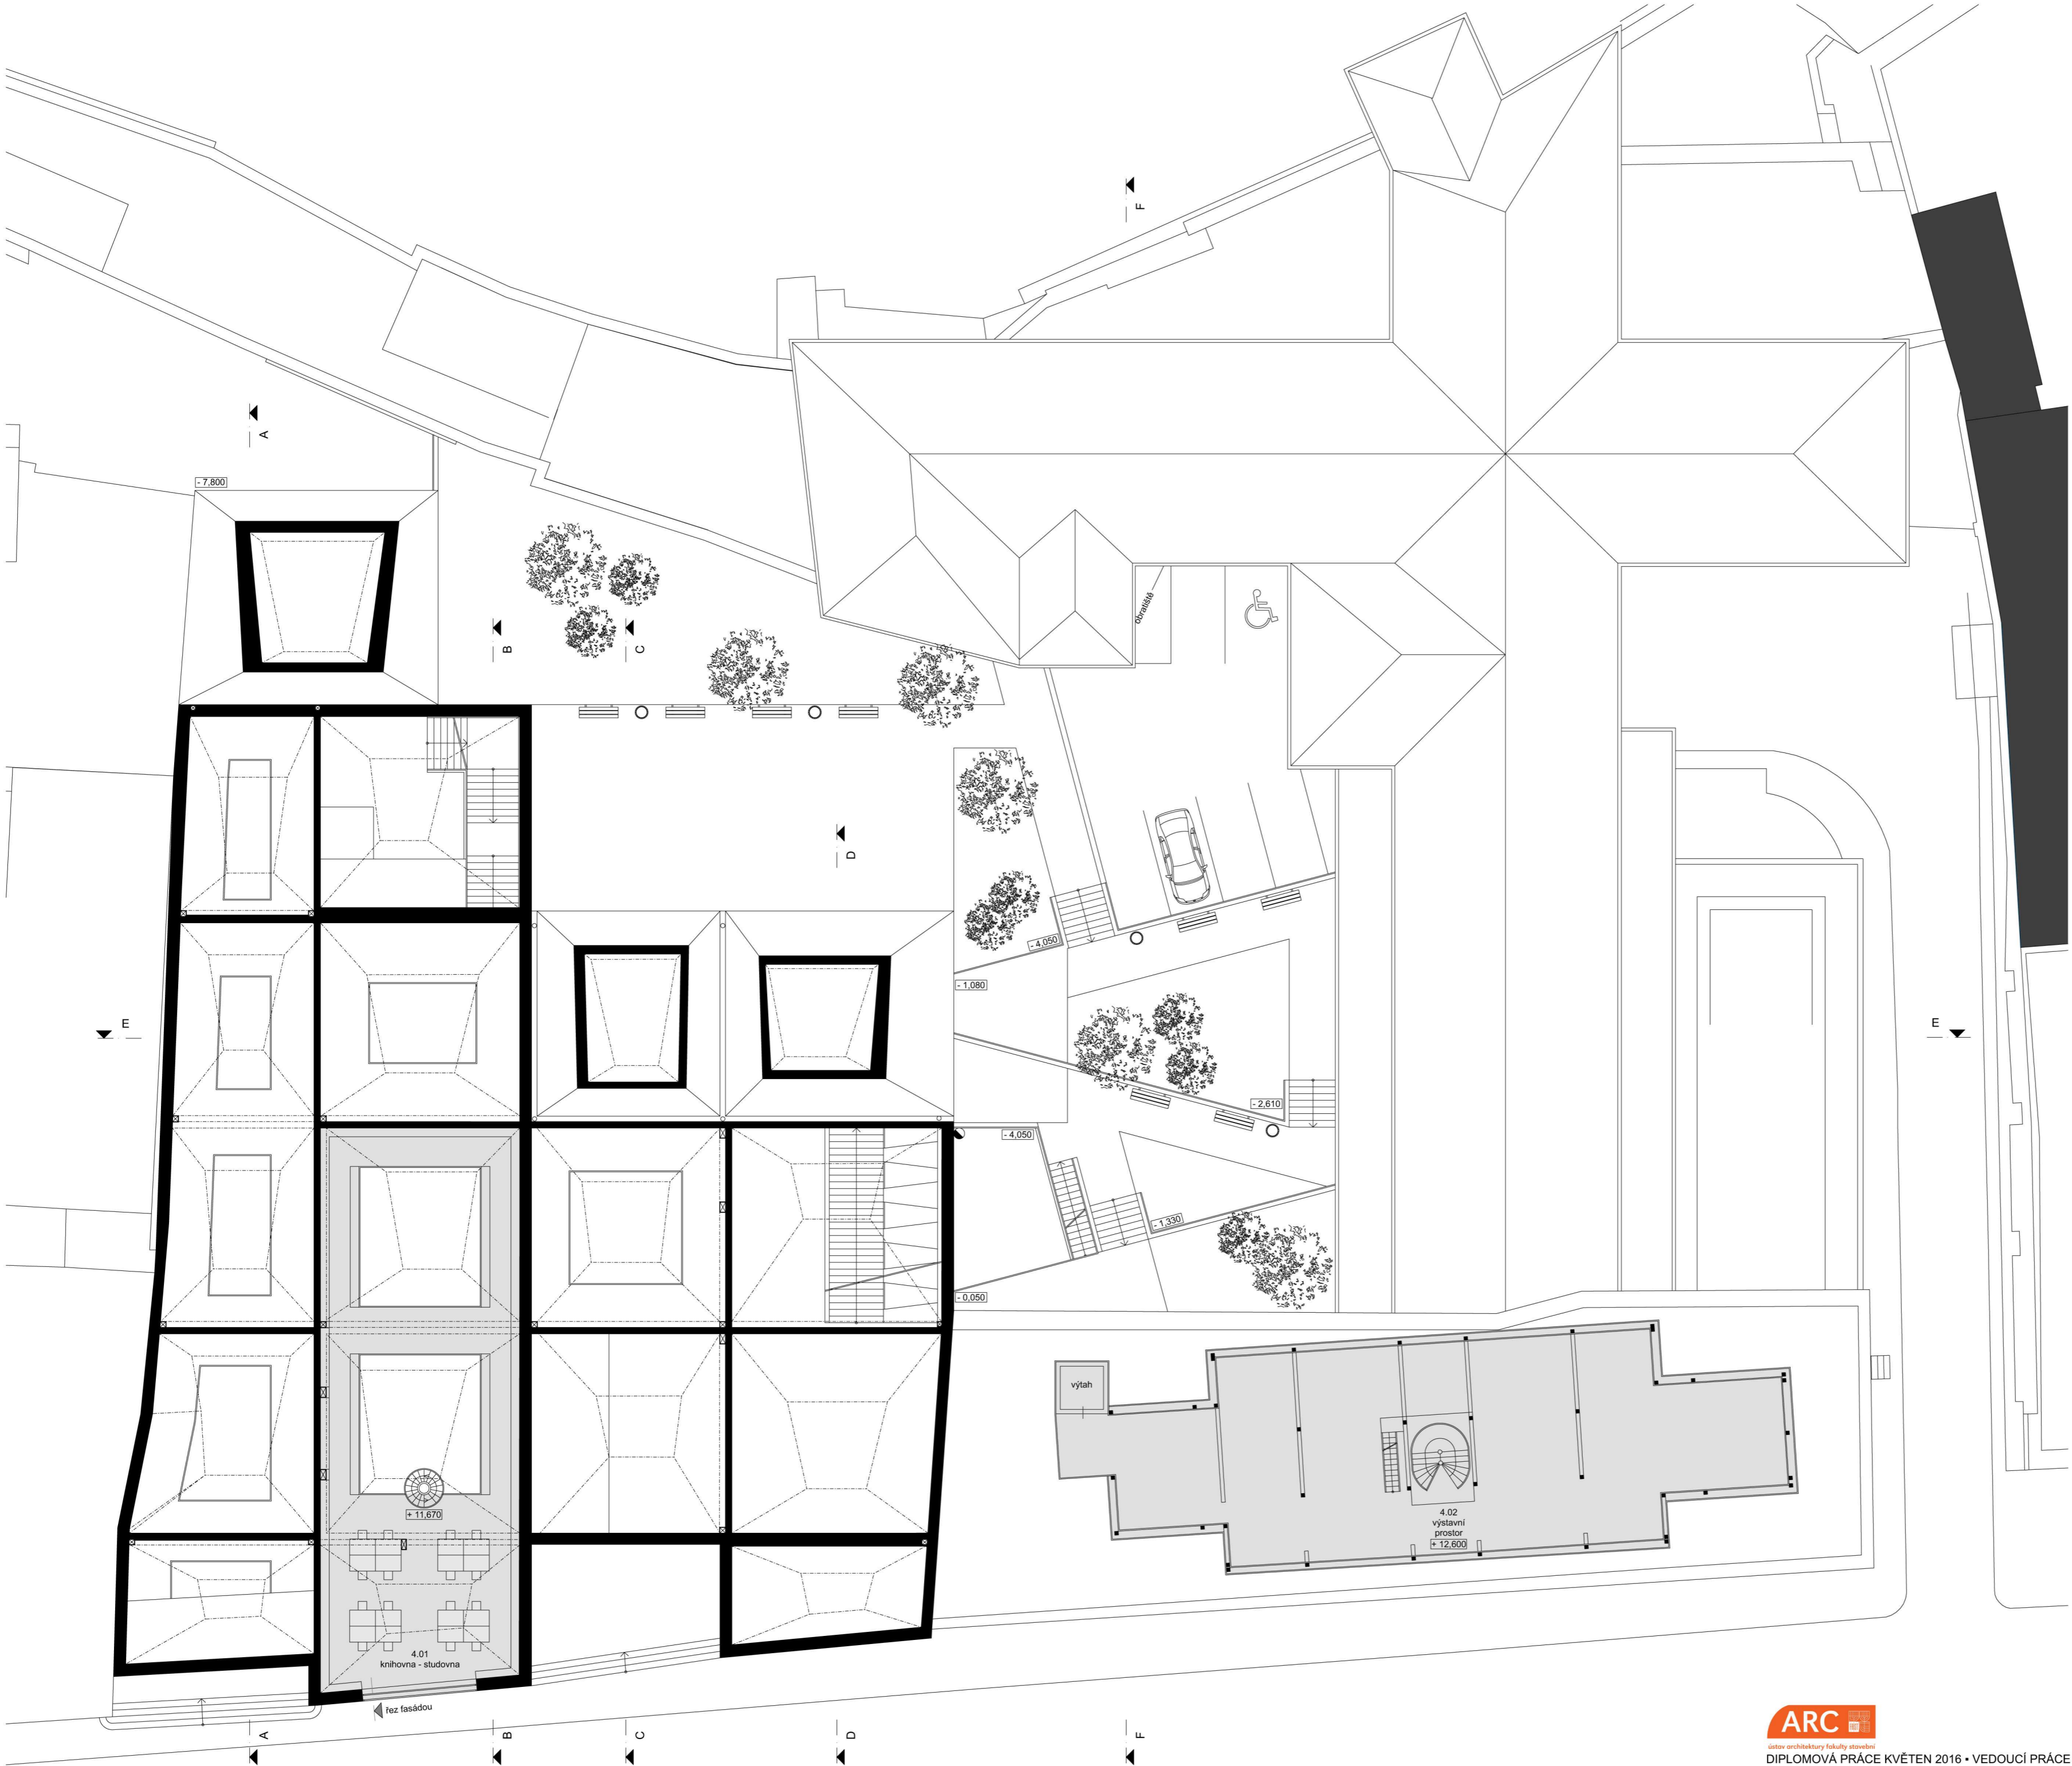 F
A
- 7,800
B
C
obratiště
D
- 4,050
- 1,080
E
E
- 2,610
- 4,050
- 1,330
- 0,050
výtah
+ 11,670
4.02
výstavní
prostor
+ 12,600
4.01
knihovna - studovna
řez fasádou
A
B
C
D
F
ARC
ústav architektury fakulty stavební
DIPLOMOVÁ PRÁCE KVĚTEN 2016 • VEDOUCÍ PRÁCE